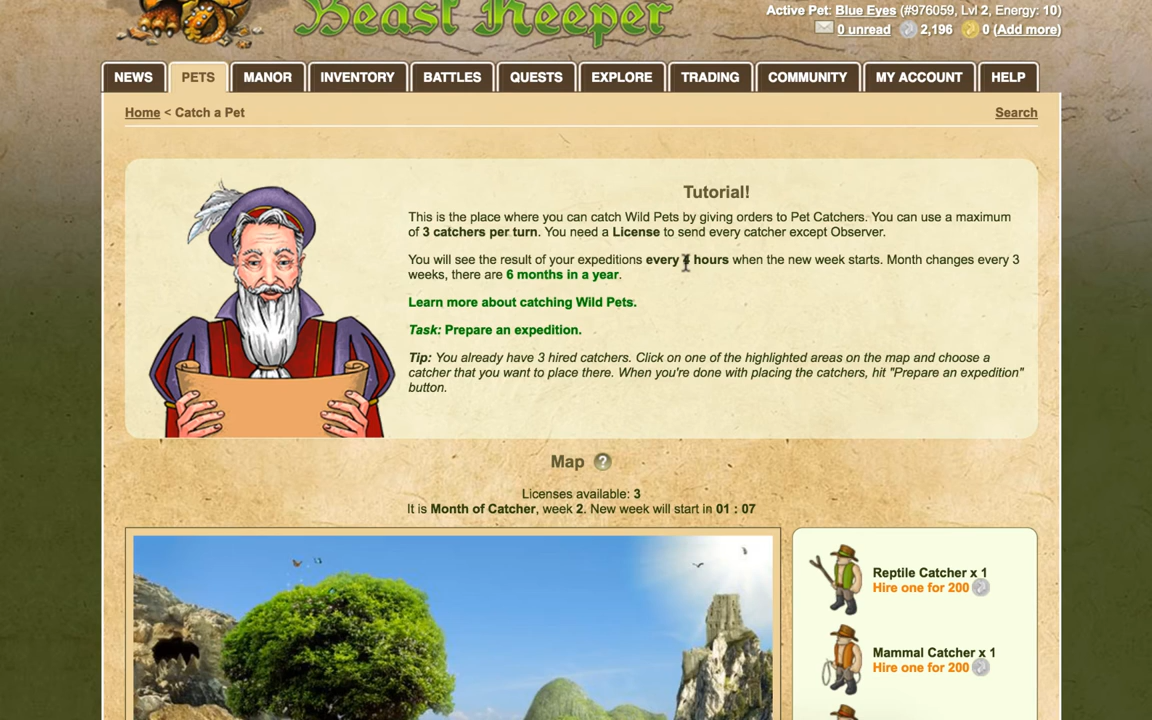 Beast Keeper
Active Pet: Blue Eyes (#976059, Lvl 2, Energy: 10)
0 unread 2,196 0 (Add more)
NEWS PETS MANOR INVENTORY BATTLES QUESTS EXPLORE TRADING COMMUNITY MY ACCOUNT HELP
Home < Catch a Pet Search
Tutorial!
This is the place where you can catch Wild Pets by giving orders to Pet Catchers. You can use a maximum
of 3 catchers per turn. You need a License to send every catcher except Observer.
You will see the result of your expeditions every hours when the new week starts. Month changes every 3
weeks, there are 6 months in a year.
Learn more about catching Wild Pets.
Task: Prepare an expedition.
Tip: You already have 3 hired catchers. Click on one of the highlighted areas on the map and choose a
catcher that you want to place there. When you're done with placing the catchers, hit "Prepare an expedition"
button.
Map ?
Licenses available: 3
It is Month of Catcher, week 2. New week will start in 01 : 07
Reptile Catcher x 1
Hire one for 200
Mammal Catcher x 1
Hire one for 200